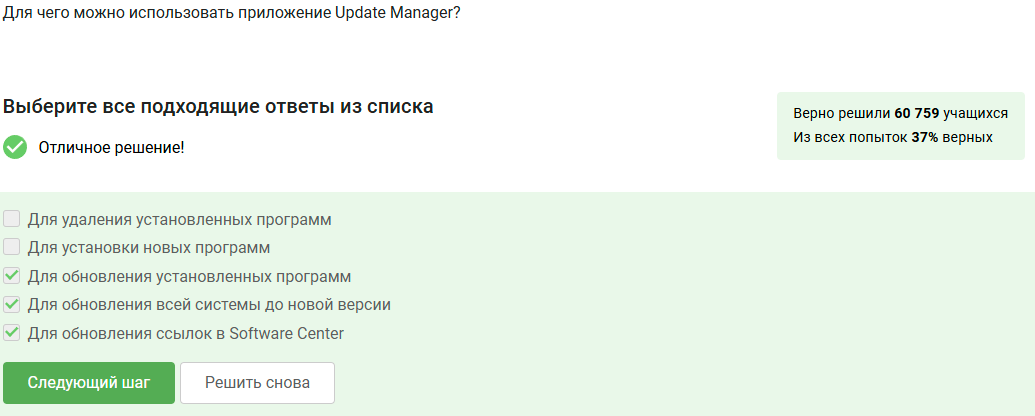 Для чего можно использовать приложение Update Manager?
Выберите все подходящие ответы из списка
Отличное решение!
Верно решили 60 759 учащихся
Из всех попыток 37% верных
Для удаления установленных программ
Для установки новых программ
Для обновления установленных программ
Для обновления всей системы до новой версии
Для обновления ссылок в Software Center
Следующий шаг
Решить снова